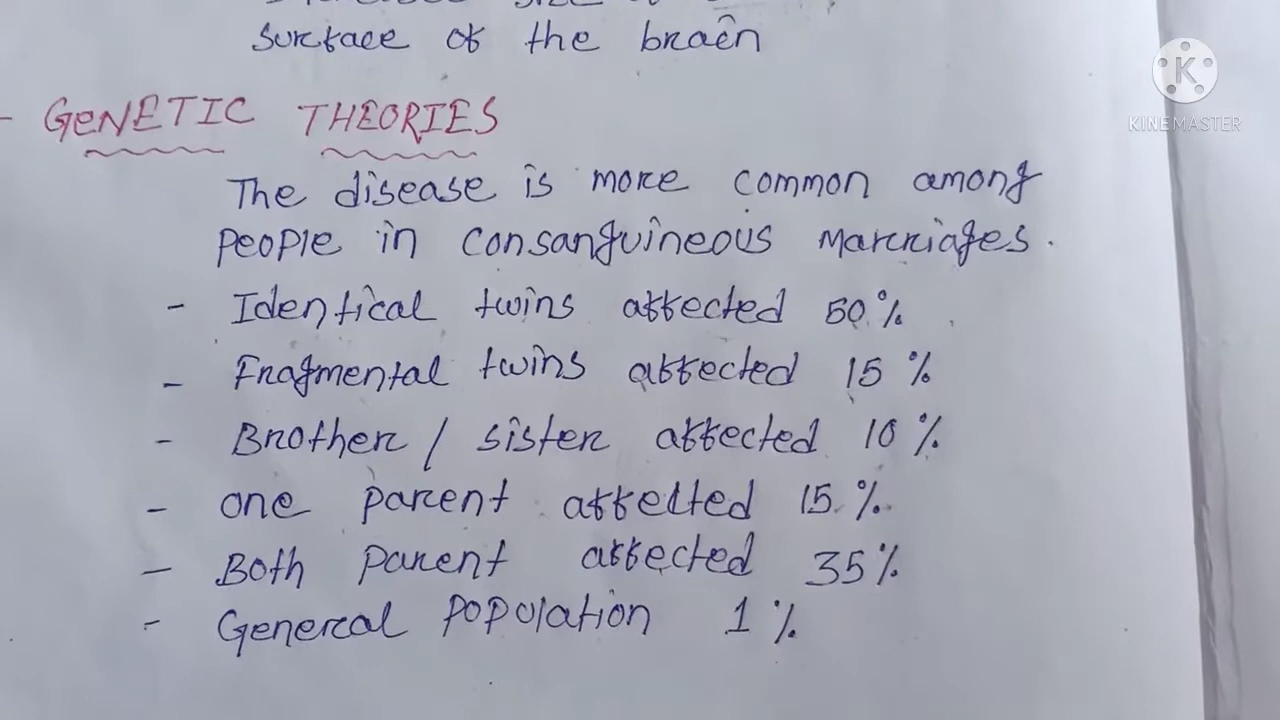 surface of the brain
- GENETIC THEORIES
The disease is more common among
people in consanguineous marriages.
- Identical twins affected 50%
- Fragmental twins affected 15%
- Brother / sister affected 10%
- one parent affected 15%
- Both parent affected 35%
- General population 1%
K
KINEMASTER